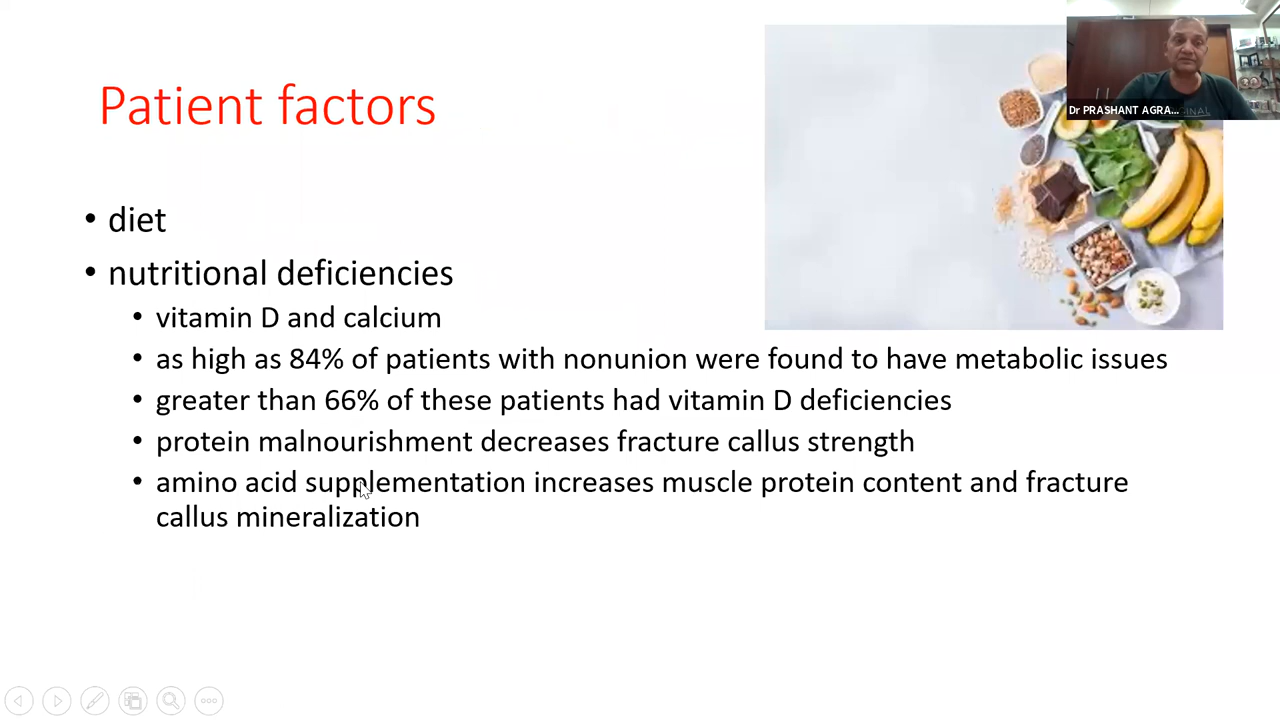 Patient factors
Dr PRASHANT AGRA...
INAL
• diet
• nutritional deficiencies
• vitamin D and calcium
• as high as 84% of patients with nonunion were found to have metabolic issues
• greater than 66% of these patients had vitamin D deficiencies
• protein malnourishment decreases fracture callus strength
• amino acid supplementation increases muscle protein content and fracture
callus mineralization